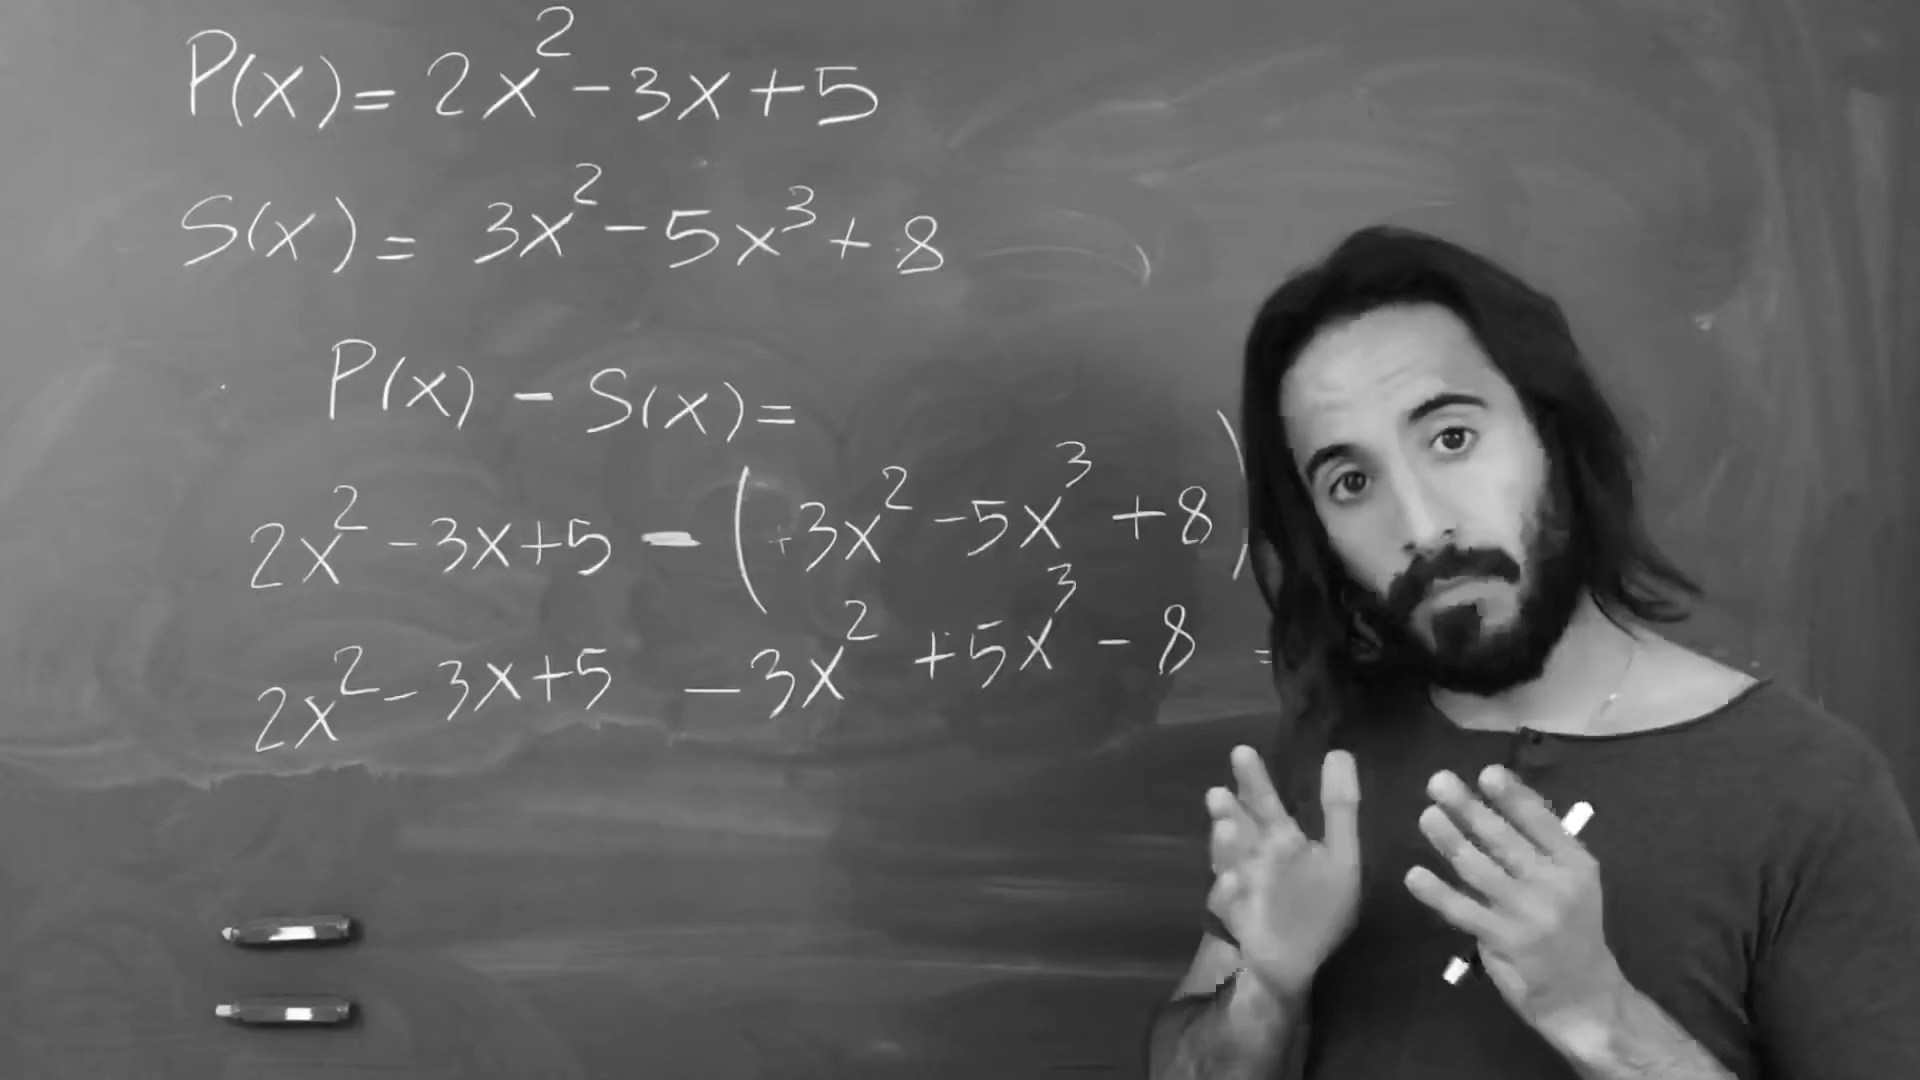 P(x)= 2x²-3x+5
S(x)= 3x²-5x³+8
P(x) - S(x)=
2x²-3x+5 - (+3x²-5x³+8)
2x²-3x+5 -3x²+5x³-8 =